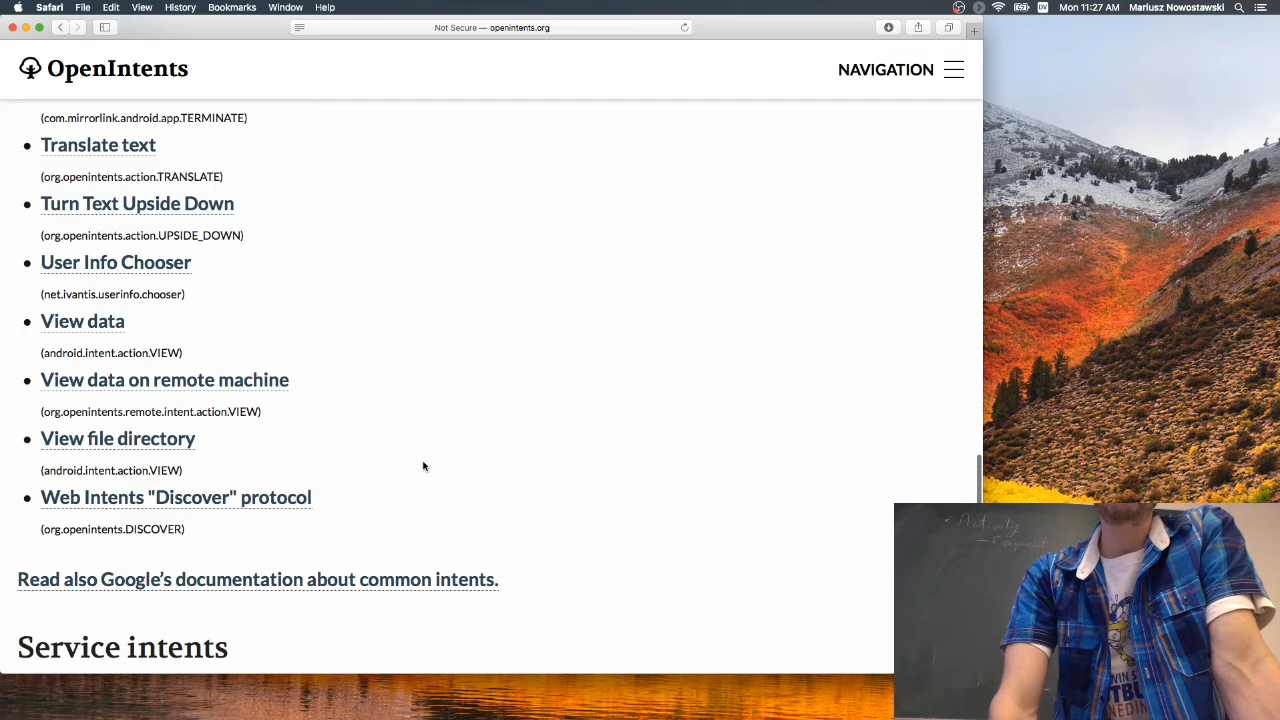 Safari File Edit View History Bookmarks Window Help Mon 11:27 AM Mariusz Nowostawski
Not Secure — openintents.org
OpenIntents NAVIGATION
(com.mirrorlink.android.app.TERMINATE)
• Translate text
(org.openintents.action.TRANSLATE)
• Turn Text Upside Down
(org.openintents.action.UPSIDE_DOWN)
• User Info Chooser
(net.ivantis.userinfo.chooser)
• View data
(android.intent.action.VIEW)
• View data on remote machine
(org.openintents.remote.intent.action.VIEW)
• View file directory
(android.intent.action.VIEW)
• Web Intents "Discover" protocol
(org.openintents.DISCOVER)
Read also Google's documentation about common intents.
Service intents
• Activity
– Fragment